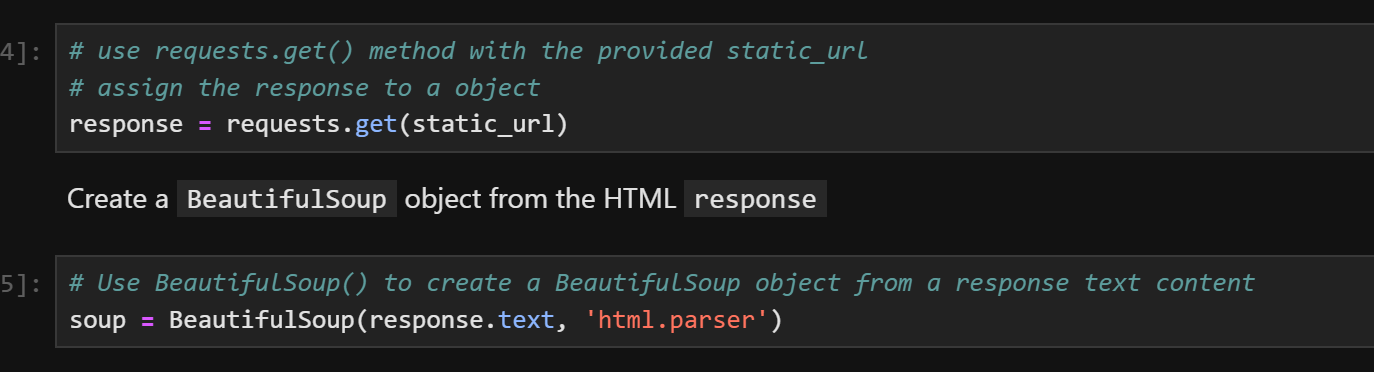 4]:
# use requests.get() method with the provided static_url
# assign the response to a object
response = requests.get(static_url)
Create a BeautifulSoup object from the HTML response
5]:
# Use BeautifulSoup() to create a BeautifulSoup object from a response text content
soup = BeautifulSoup(response.text, 'html.parser')